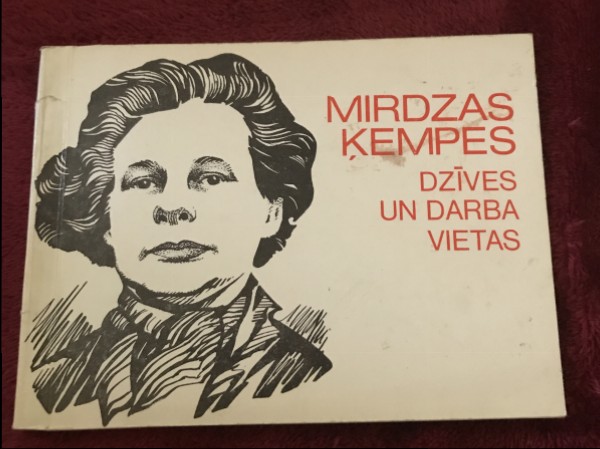 MIRDZAS
ĶEMPES
DZĪVES
UN DARBA
VIETAS